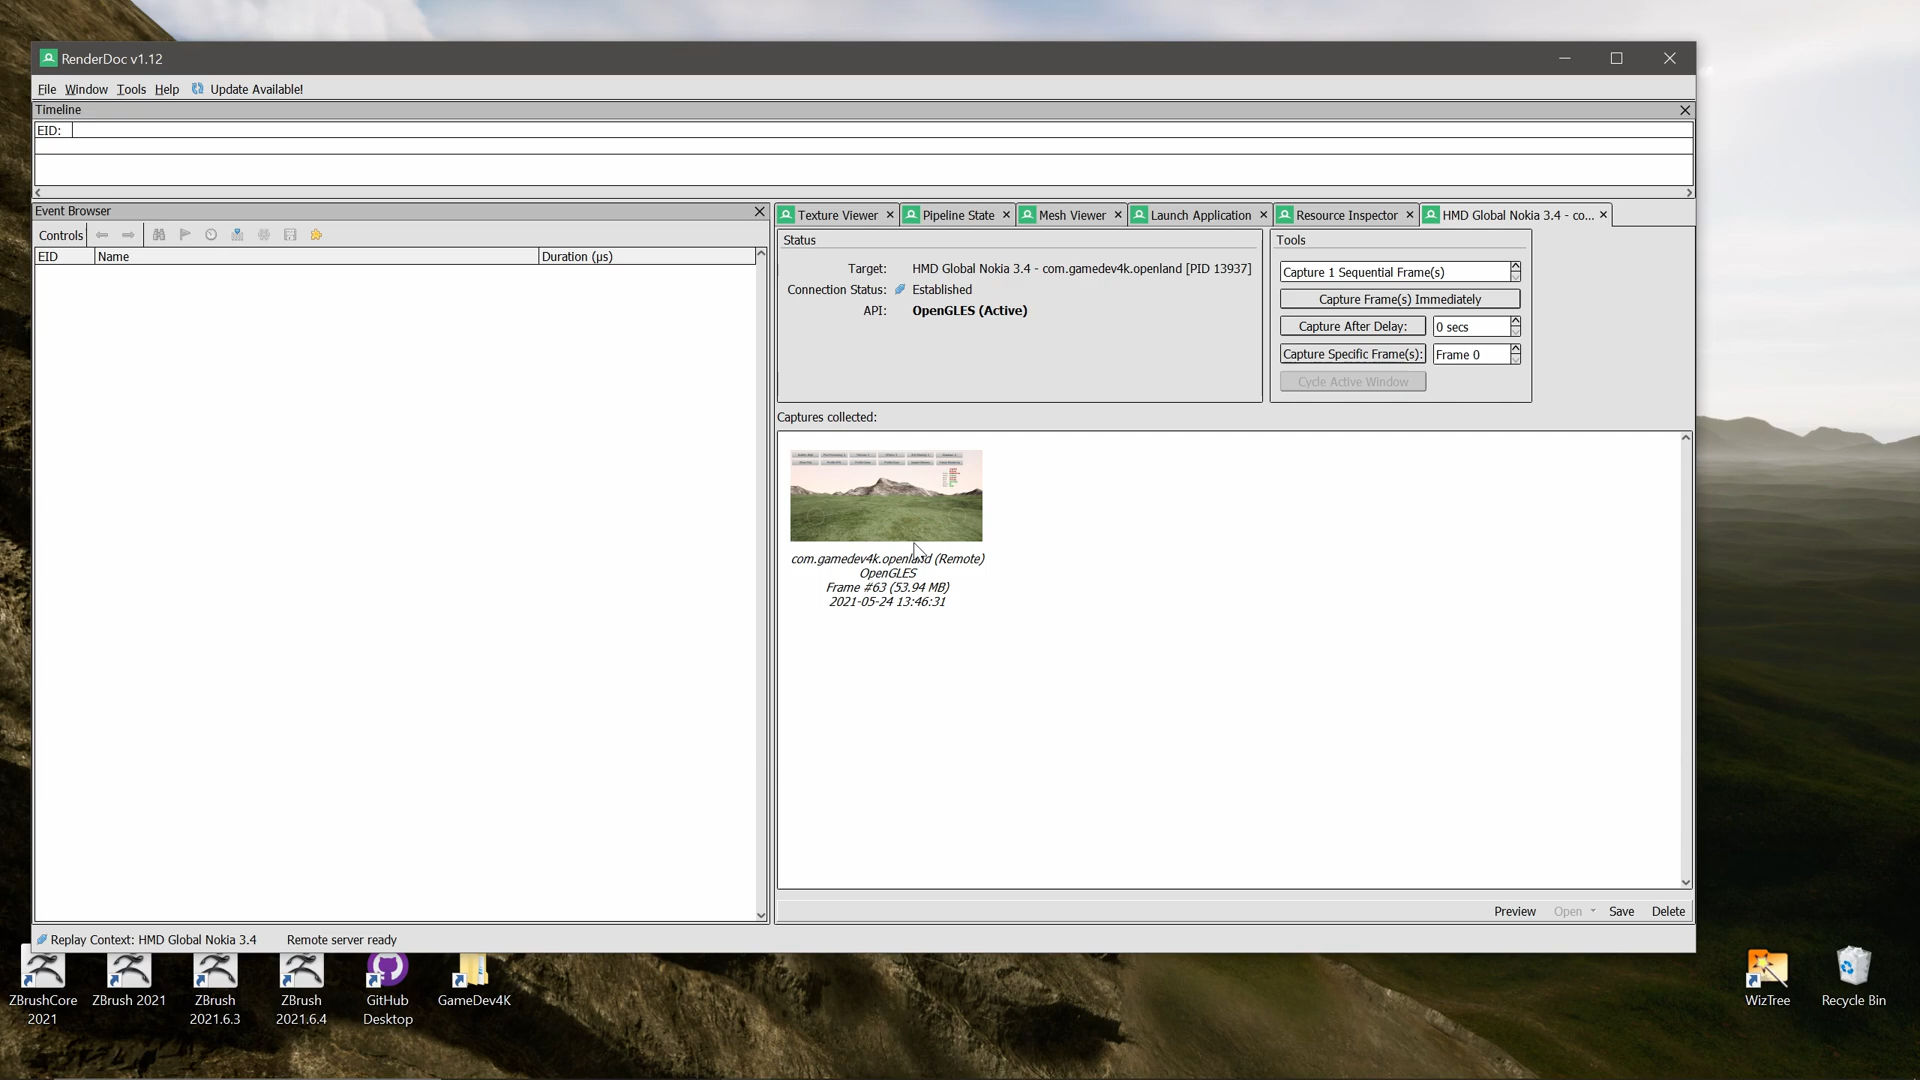 RenderDoc v1.12
File Window Tools Help Update Available!
Timeline
EID:
Event Browser
Controls
EID Name Duration (µs)
Texture Viewer
Pipeline State
Mesh Viewer
Launch Application
Resource Inspector
HMD Global Nokia 3.4 - co...
Status
Target: HMD Global Nokia 3.4 - com.gamedev4k.openland [PID 13937]
Connection Status: Established
API: OpenGLES (Active)
Tools
Capture 1 Sequential Frame(s)
Capture Frame(s) Immediately
Capture After Delay: 0 secs
Capture Specific Frame(s): Frame 0
Cycle Active Window
Captures collected:
com.gamedev4k.openland (Remote)
OpenGLES
Frame #63 (53.94 MB)
2021-05-24 13:46:31
Preview Open Save Delete
Replay Context: HMD Global Nokia 3.4 Remote server ready
ZBrushCore
2021
ZBrush 2021
ZBrush
2021.6.3
ZBrush
2021.6.4
GitHub
Desktop
GameDev4K
WizTree
Recycle Bin